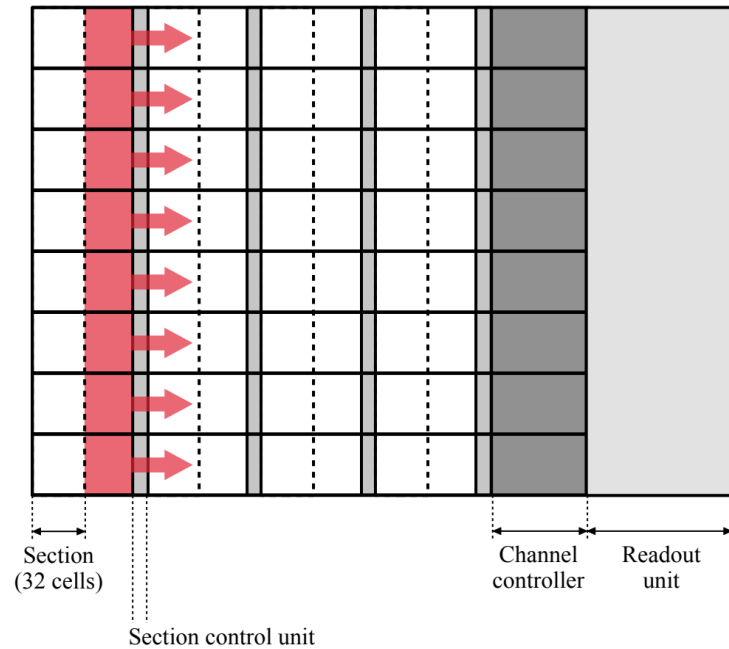 Section
(32 cells)
Channel
controller
Readout
unit
Section control unit